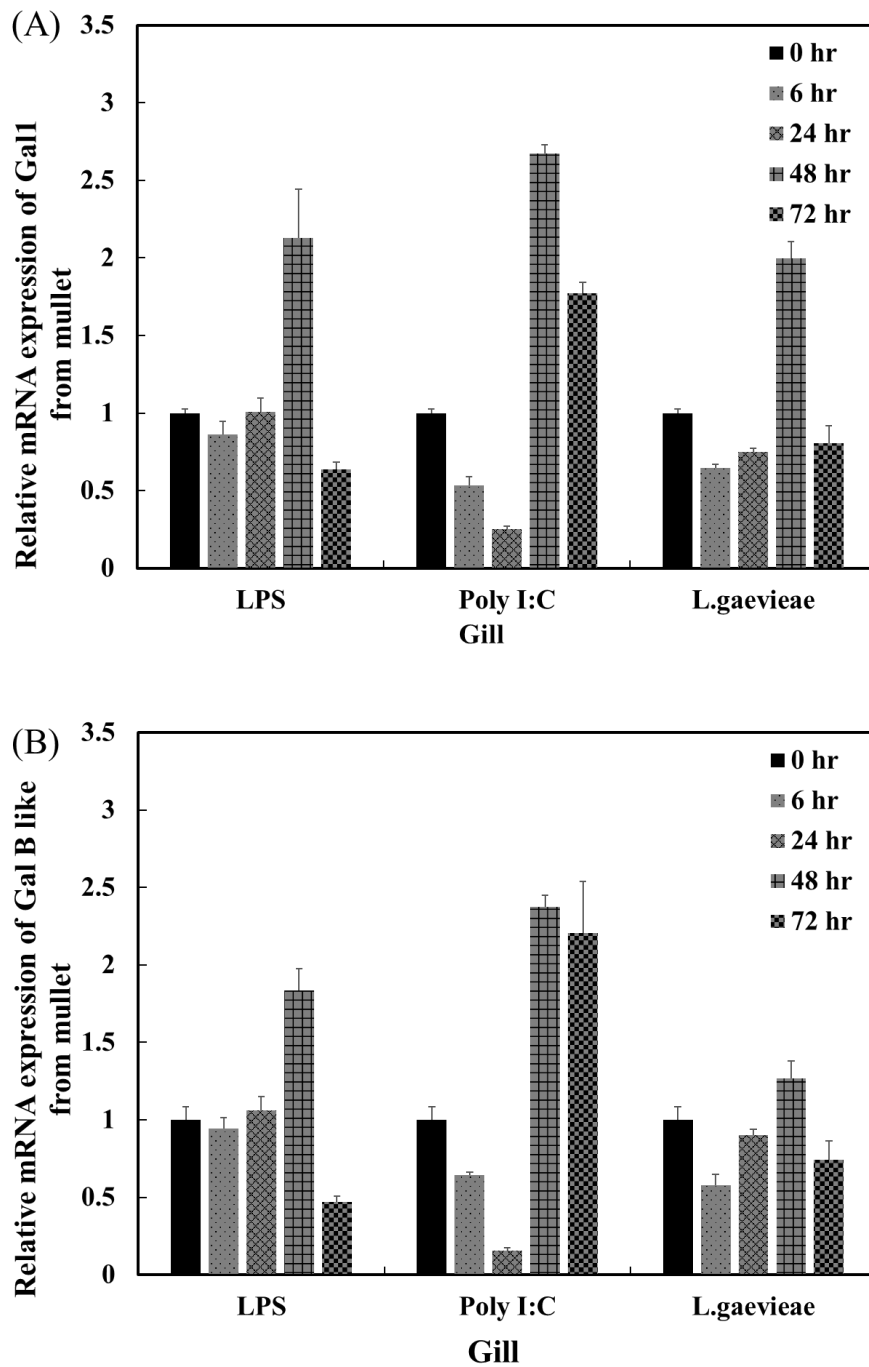 (A)
Relative mRNA expression of Gal1
from mullet
3.5
3
2.5
2
1.5
1
0.5
0
0 hr
6 hr
24 hr
48 hr
72 hr
LPS Poly I:C L.gaevieae
Gill
(B)
Relative mRNA expression of Gal B like
from mullet
3.5
3
2.5
2
1.5
1
0.5
0
0 hr
6 hr
24 hr
48 hr
72 hr
LPS Poly I:C L.gaevieae
Gill